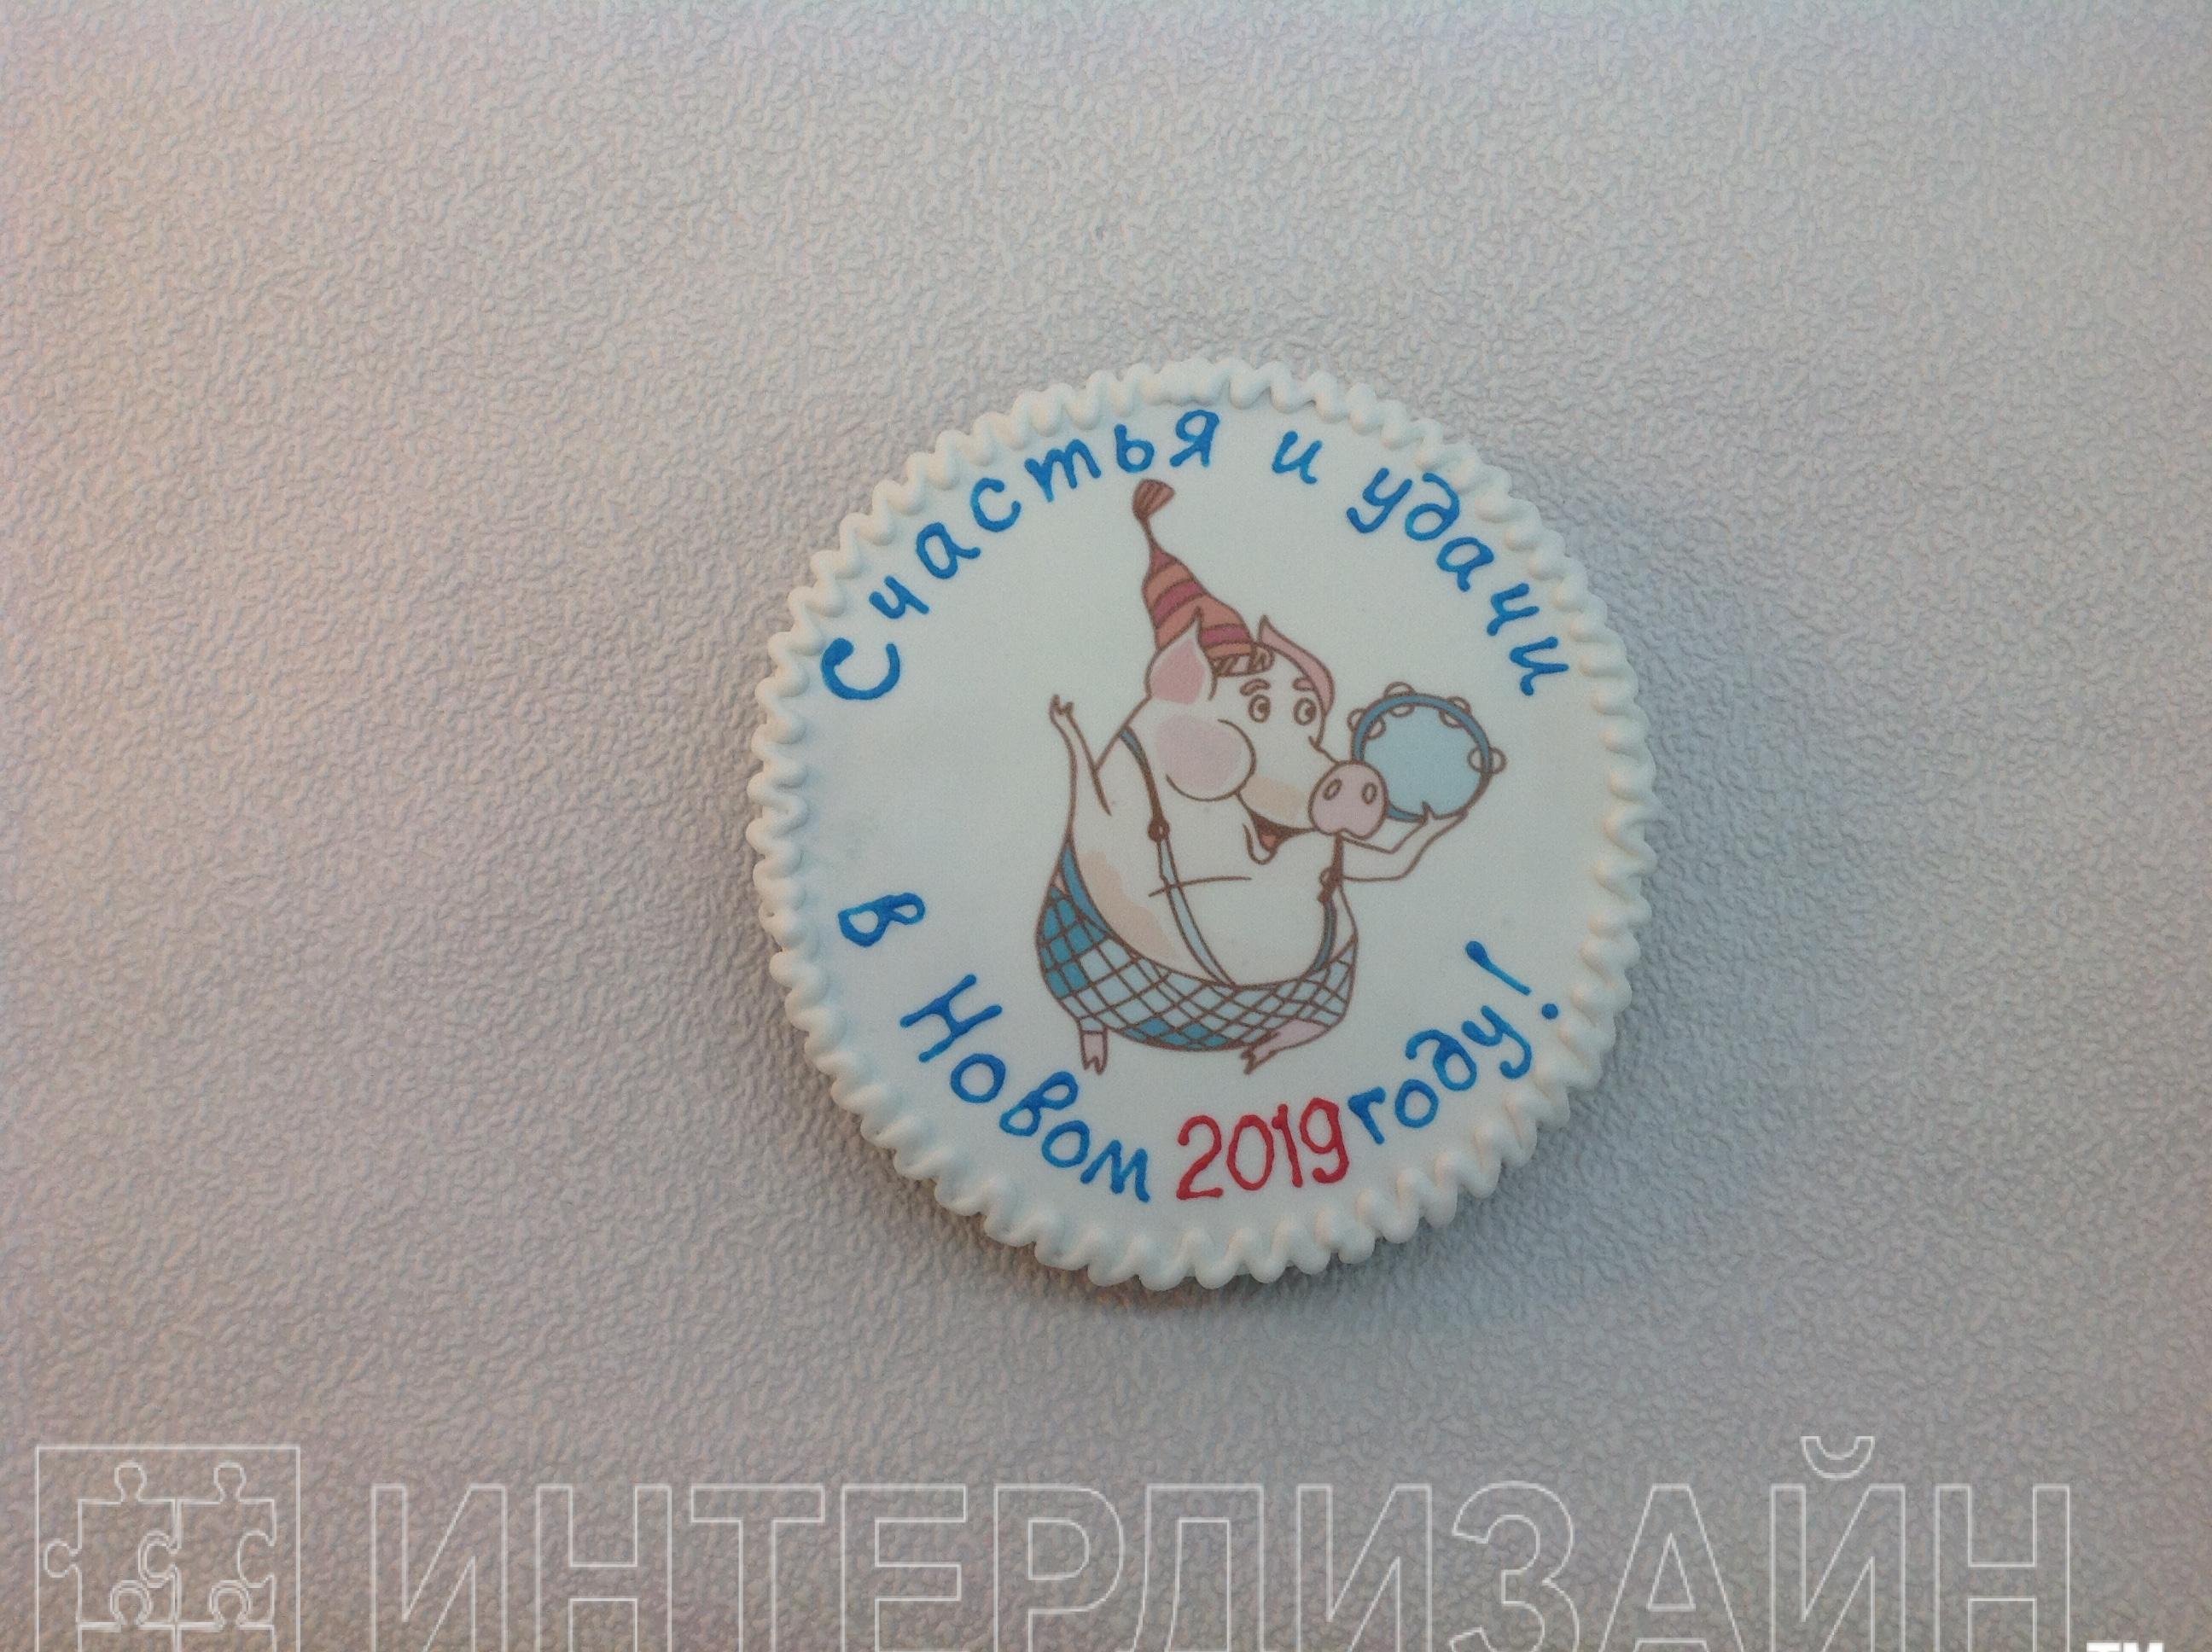 Счастья и удачи
в Новом 2019 году!
ИНТЕРДИЗАЙН